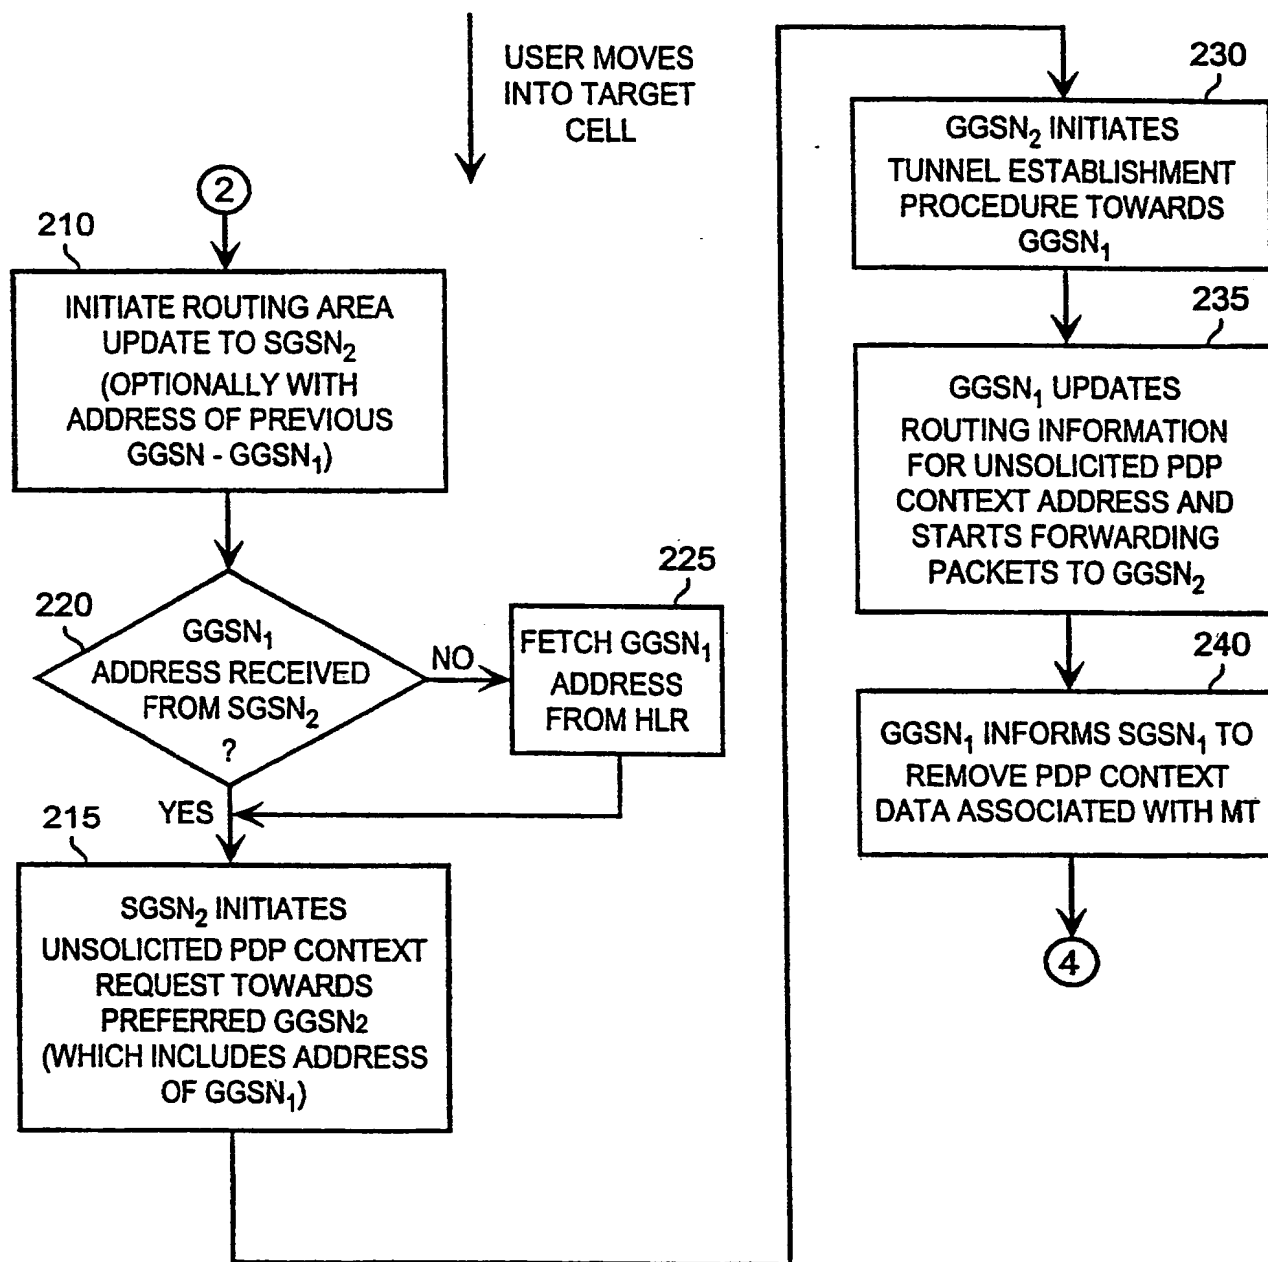 USER MOVES
INTO TARGET
CELL
2
210
INITIATE ROUTING AREA
UPDATE TO SGSN₂
(OPTIONALLY WITH
ADDRESS OF PREVIOUS
GGSN - GGSN₁)
220
GGSN₁
ADDRESS RECEIVED
FROM SGSN₂
?
NO
YES
225
FETCH GGSN₁
ADDRESS
FROM HLR
215
SGSN₂ INITIATES
UNSOLICITED PDP CONTEXT
REQUEST TOWARDS
PREFERRED GGSN2
(WHICH INCLUDES ADDRESS
OF GGSN₁)
230
GGSN₂ INITIATES
TUNNEL ESTABLISHMENT
PROCEDURE TOWARDS
GGSN₁
235
GGSN₁ UPDATES
ROUTING INFORMATION
FOR UNSOLICITED PDP
CONTEXT ADDRESS AND
STARTS FORWARDING
PACKETS TO GGSN₂
240
GGSN₁ INFORMS SGSN₁ TO
REMOVE PDP CONTEXT
DATA ASSOCIATED WITH MT
4